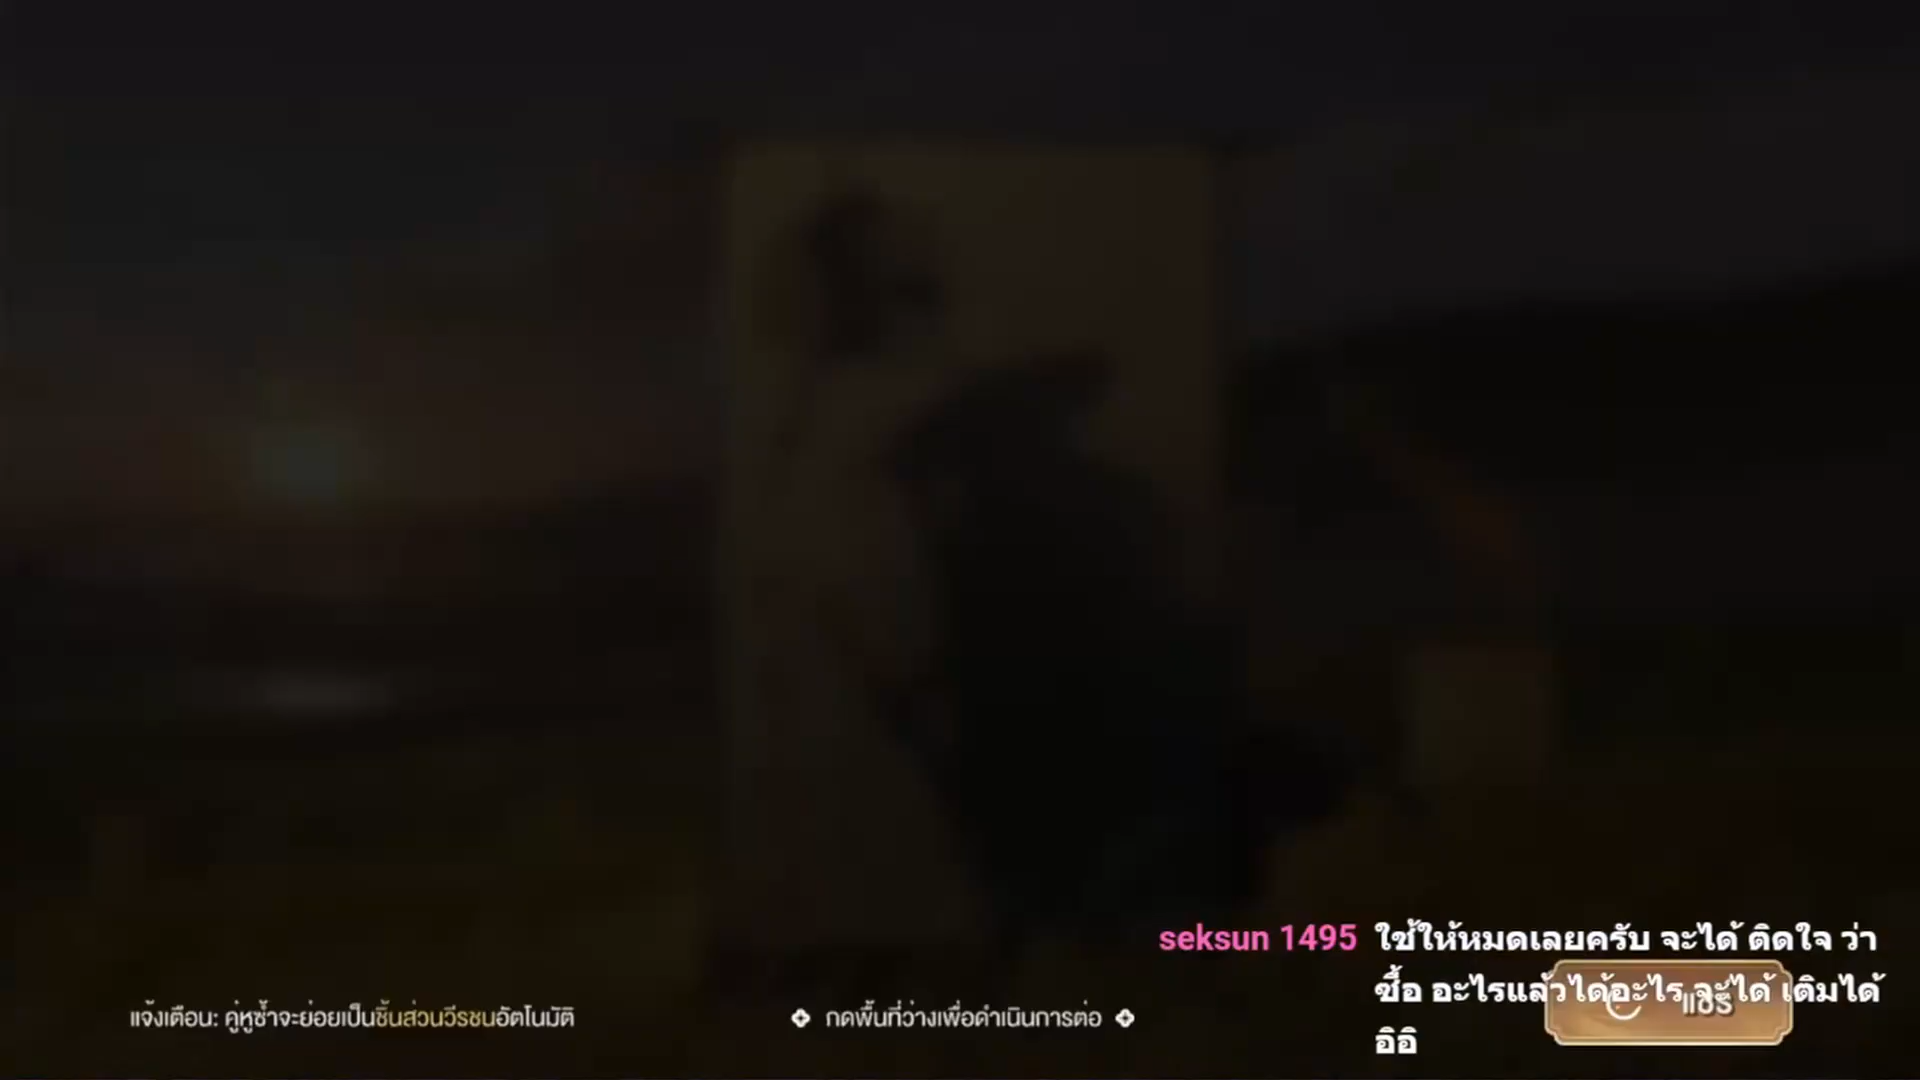 seksun 1495 ใช้ให้หมดเลยครับ จะได้ ติดใจ ว่า
ซื้อ อะไรแล้วได้อะไร จะได้ เติมได้
อิอิ
แชร์
แจ้งเตือน: คู่หูซ้ำจะย่อยเป็นชิ้นส่วนวีรชนอัตโนมัติ
กดพื้นที่ว่างเพื่อดำเนินการต่อ